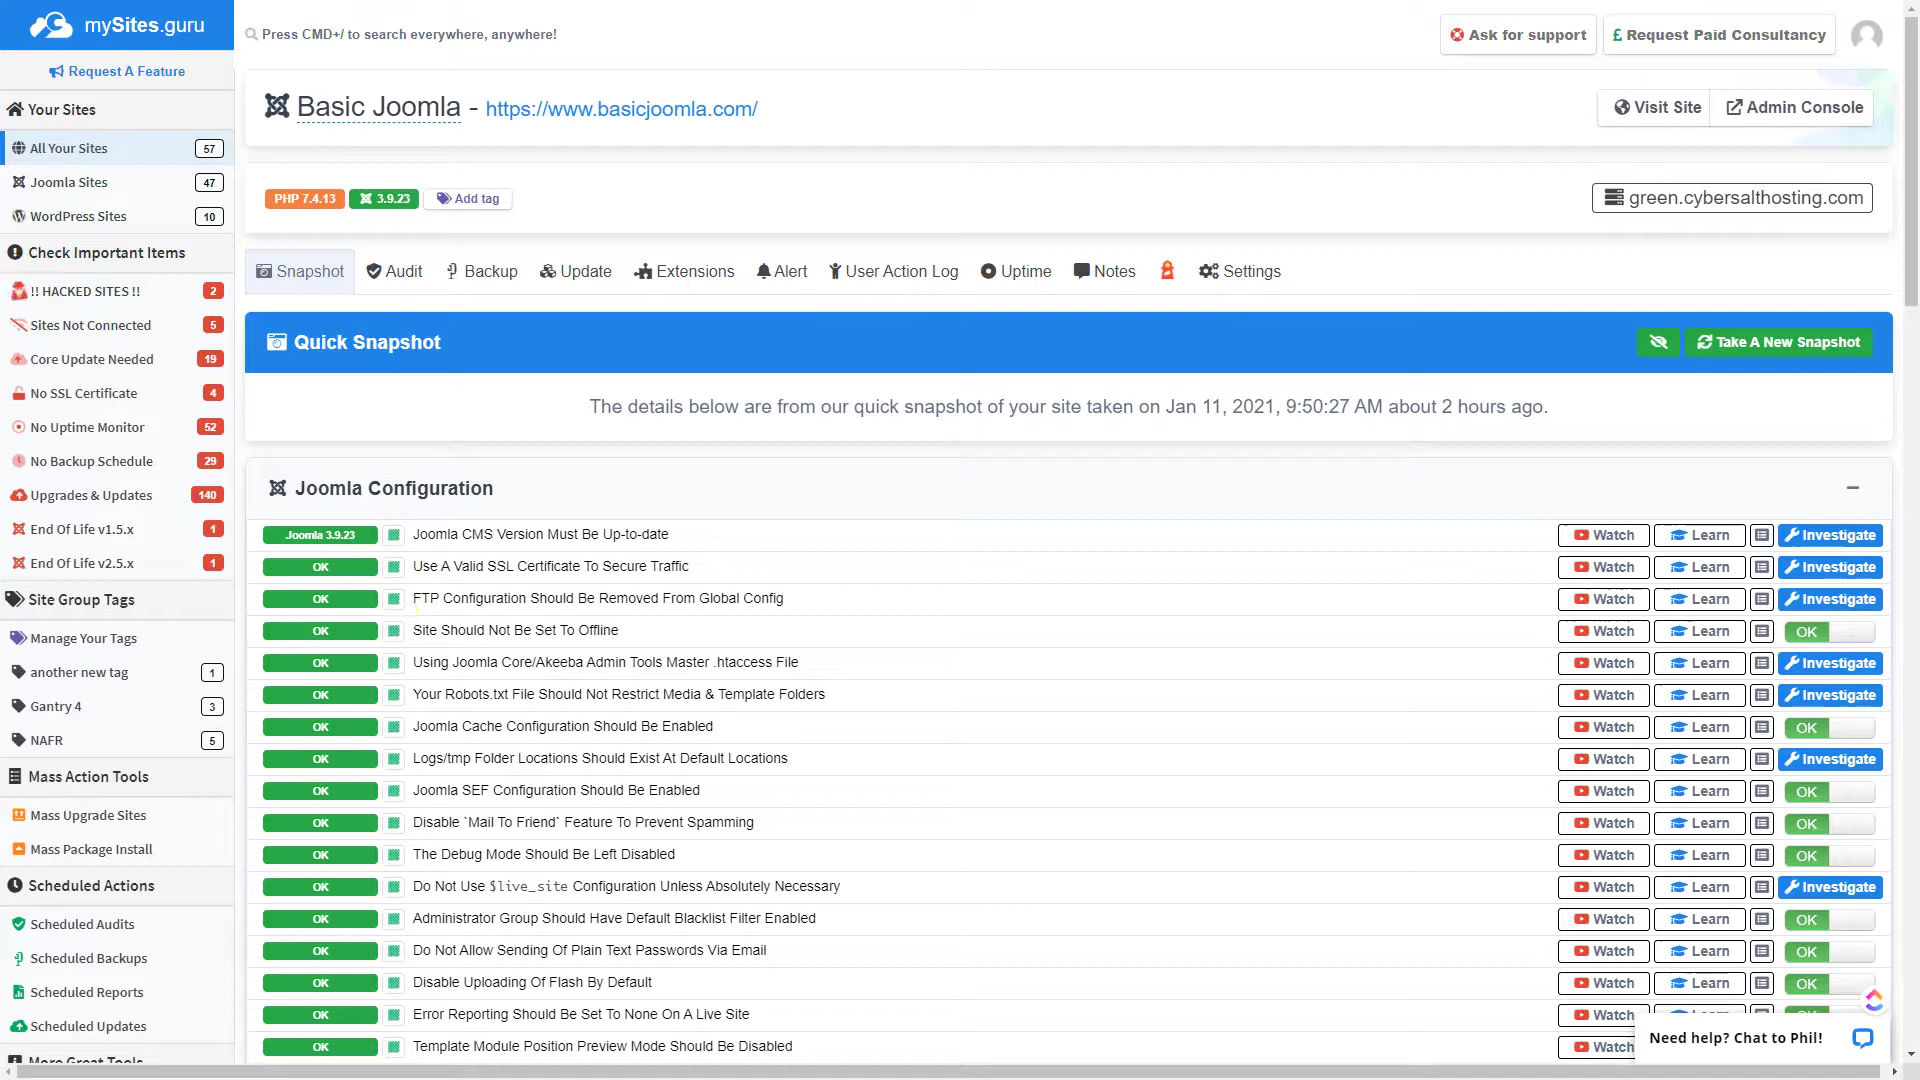 mySites.guru
Press CMD+/ to search everywhere, anywhere!
Ask for support
£ Request Paid Consultancy
Request A Feature
Your Sites
All Your Sites 57
Joomla Sites 47
WordPress Sites 10
Check Important Items
!! HACKED SITES !! 2
Sites Not Connected 5
Core Update Needed 19
No SSL Certificate 4
No Uptime Monitor 52
No Backup Schedule 29
Upgrades & Updates 140
End Of Life v1.5.x 1
End Of Life v2.5.x 1
Site Group Tags
Manage Your Tags
another new tag 1
Gantry 4 3
NAFR 5
Mass Action Tools
Mass Upgrade Sites
Mass Package Install
Scheduled Actions
Scheduled Audits
Scheduled Backups
Scheduled Reports
Scheduled Updates
More Great Tools
Basic Joomla - https://www.basicjoomla.com/
Visit Site Admin Console
PHP 7.4.13 3.9.23 Add tag
green.cybersalthosting.com
Snapshot Audit Backup Update Extensions Alert User Action Log Uptime Notes Settings
Quick Snapshot
Take A New Snapshot
The details below are from our quick snapshot of your site taken on Jan 11, 2021, 9:50:27 AM about 2 hours ago.
Joomla Configuration
Joomla 3.9.23 Joomla CMS Version Must Be Up-to-date Watch Learn Investigate
OK Use A Valid SSL Certificate To Secure Traffic Watch Learn Investigate
OK FTP Configuration Should Be Removed From Global Config Watch Learn Investigate
OK Site Should Not Be Set To Offline Watch Learn OK
OK Using Joomla Core/Akeeba Admin Tools Master .htaccess File Watch Learn Investigate
OK Your Robots.txt File Should Not Restrict Media & Template Folders Watch Learn Investigate
OK Joomla Cache Configuration Should Be Enabled Watch Learn OK
OK Logs/tmp Folder Locations Should Exist At Default Locations Watch Learn Investigate
OK Joomla SEF Configuration Should Be Enabled Watch Learn OK
OK Disable `Mail To Friend` Feature To Prevent Spamming Watch Learn OK
OK The Debug Mode Should Be Left Disabled Watch Learn OK
OK Do Not Use $live_site Configuration Unless Absolutely Necessary Watch Learn Investigate
OK Administrator Group Should Have Default Blacklist Filter Enabled Watch Learn OK
OK Do Not Allow Sending Of Plain Text Passwords Via Email Watch Learn OK
OK Disable Uploading Of Flash By Default Watch Learn OK
OK Error Reporting Should Be Set To None On A Live Site Watch
OK Template Module Position Preview Mode Should Be Disabled Watch
Need help? Chat to Phil!